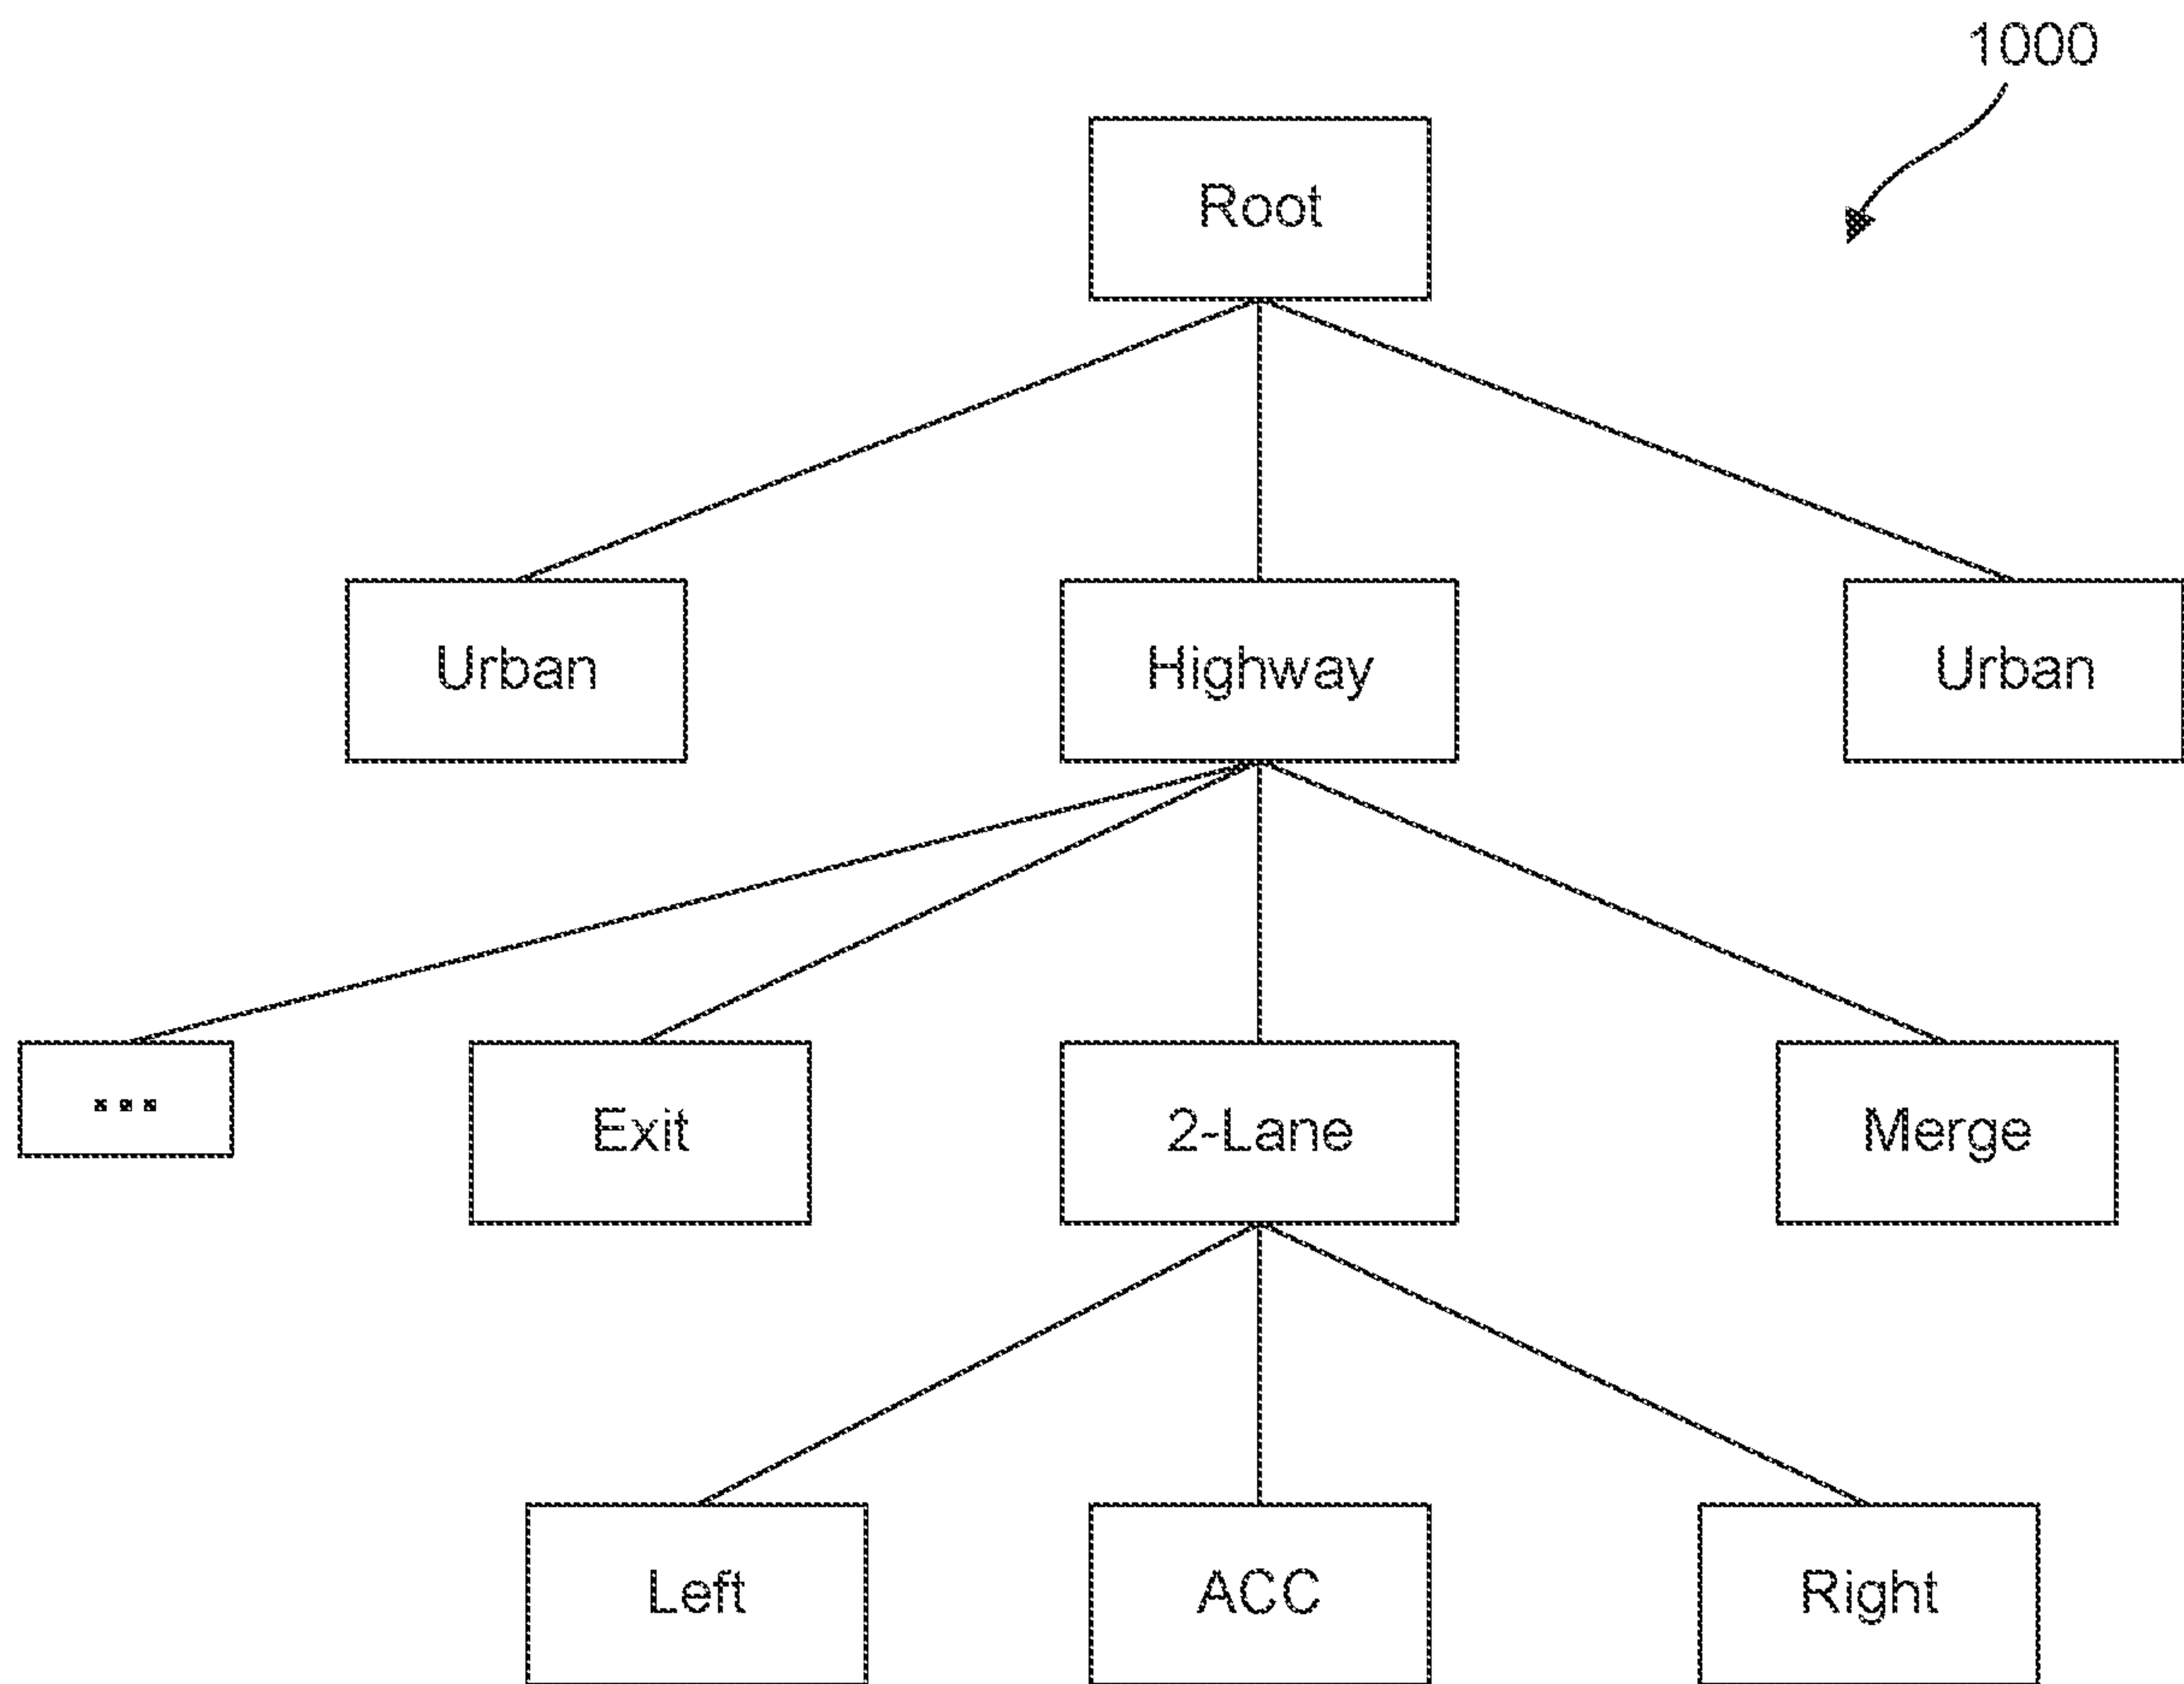 1000
Root
Urban
Highway
Urban
...
Exit
2-Lane
Merge
Left
ACC
Right